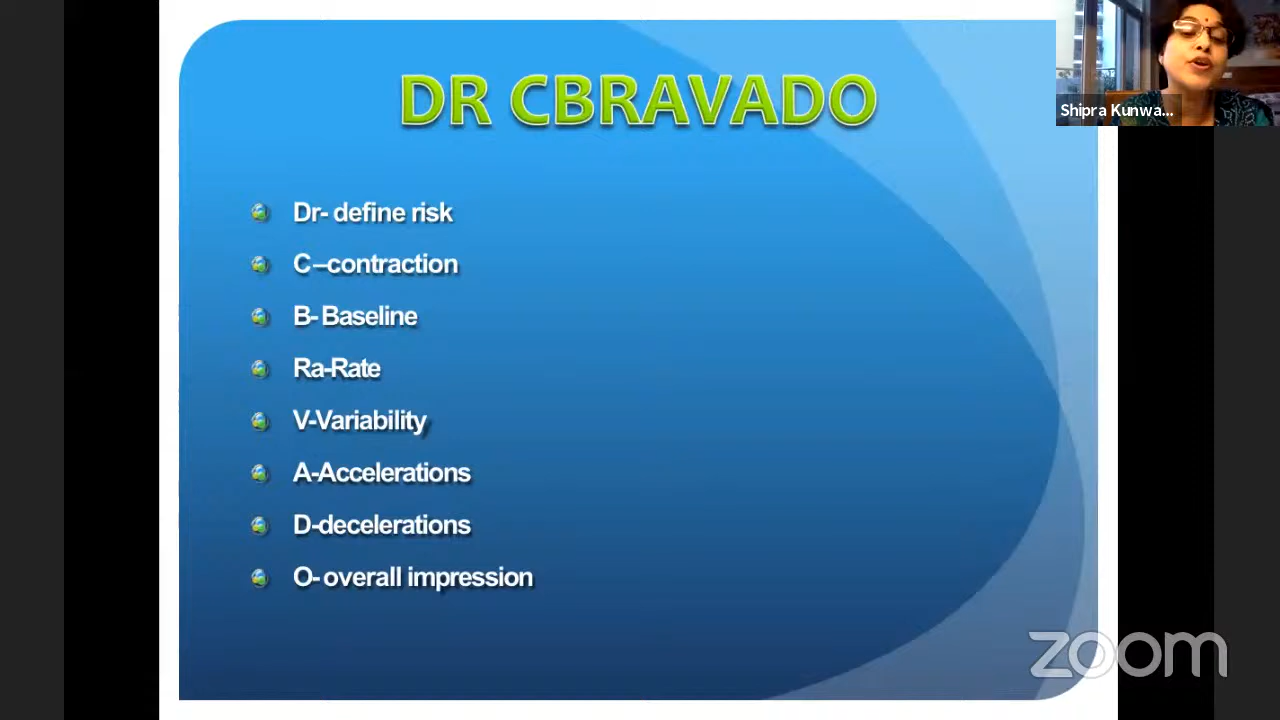 DR CBRAVADO
Shipra Kunwa...
Dr- define risk
C–contraction
B- Baseline
Ra-Rate
V-Variability
A-Accelerations
D-decelerations
O- overall impression
zoom